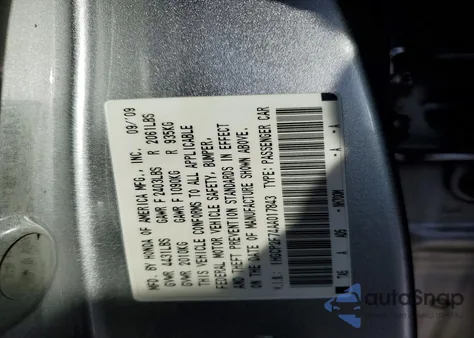 MFD. BY HONDA OF AMERICA MFG., INC. 09/'09
GVWR 4431LBS GAWR F 2403LBS R 2061LBS
GVWR 2010KG GAWR F 1090KG R 935KG
THIS VEHICLE CONFORMS TO ALL APPLICABLE
FEDERAL MOTOR VEHICLE SAFETY, BUMPER,
AND THEFT PREVENTION STANDARDS IN EFFECT
ON THE DATE OF MANUFACTURE SHOWN ABOVE.
V.I.N.: 1HGCP2F74AA017843 TYPE: PASSENGER CAR
A - A
autoSnap